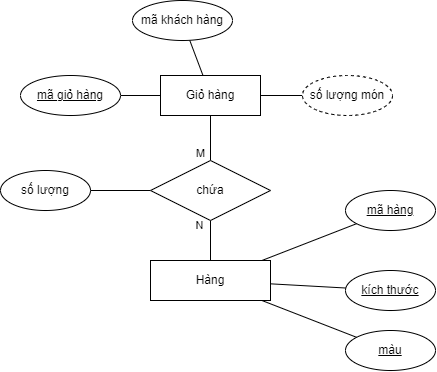 mã khách hàng
mã giỏ hàng
Giỏ hàng
số lượng món
M
số lượng
chứa
N
mã hàng
Hàng
kích thước
màu